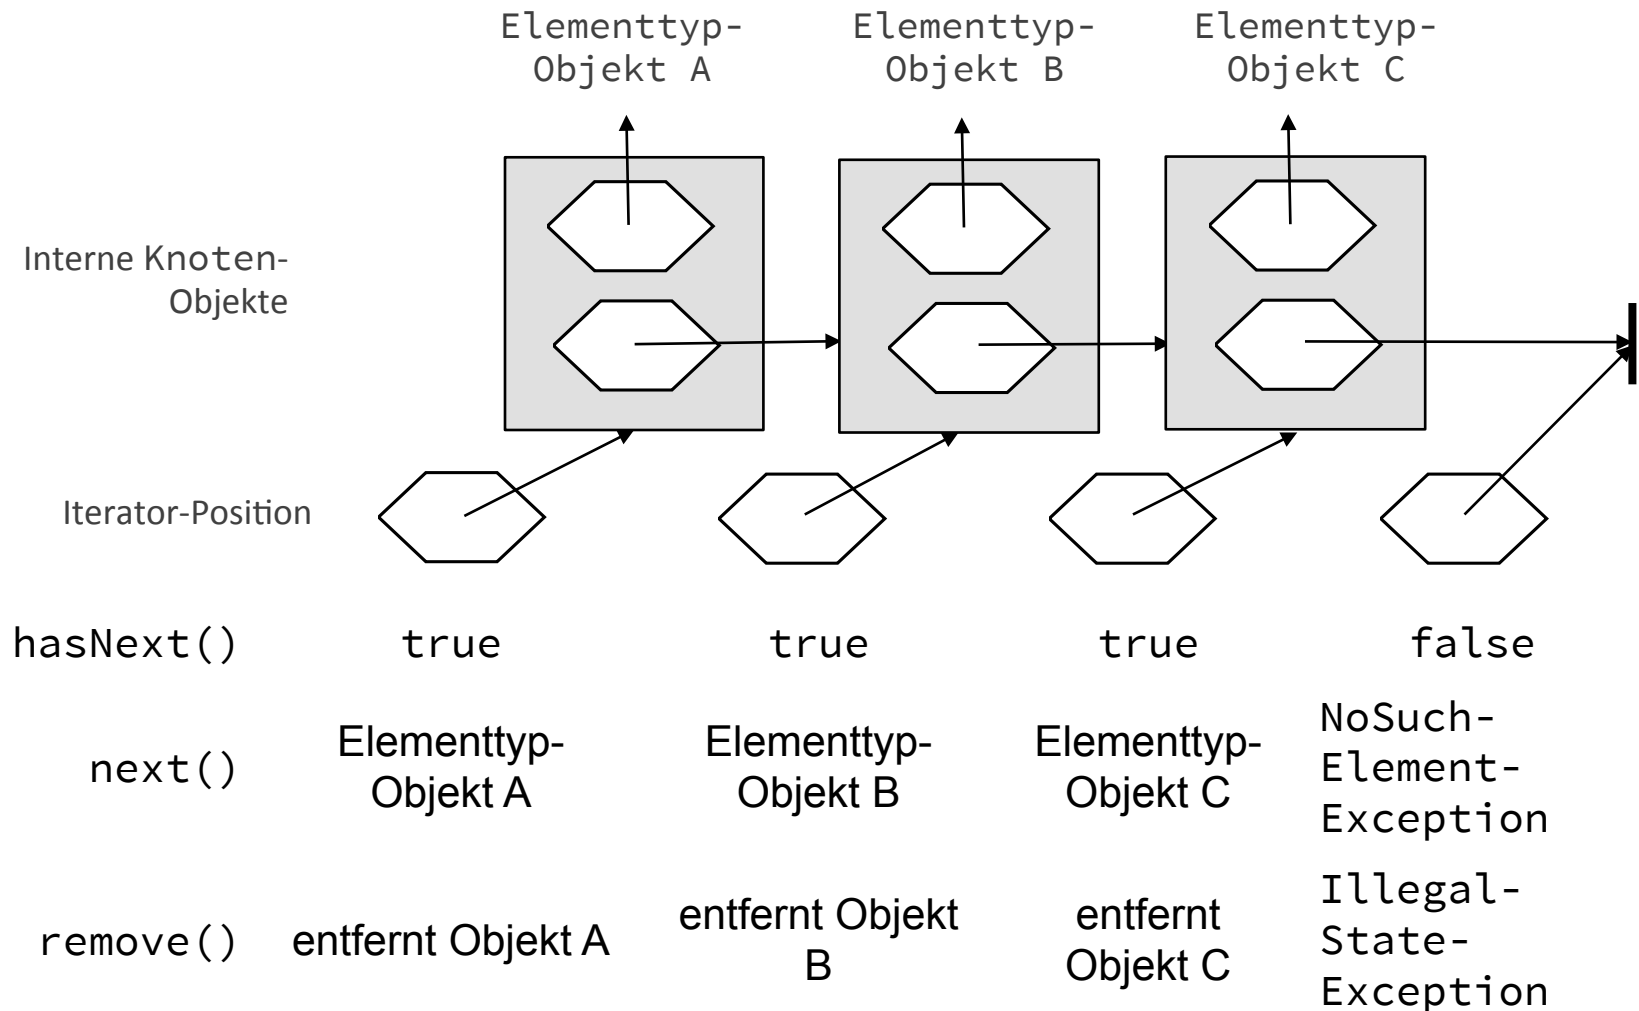 Elementtyp-
Objekt A
Elementtyp-
Objekt B
Elementtyp-
Objekt C
Interne Knoten-
Objekte
Iterator-Position
hasNext()
true
true
true
false
next()
Elementtyp-
Objekt A
Elementtyp-
Objekt B
Elementtyp-
Objekt C
NoSuch-
Element-
Exception
remove()
entfernt Objekt A
entfernt Objekt
B
entfernt
Objekt C
Illegal-
State-
Exception